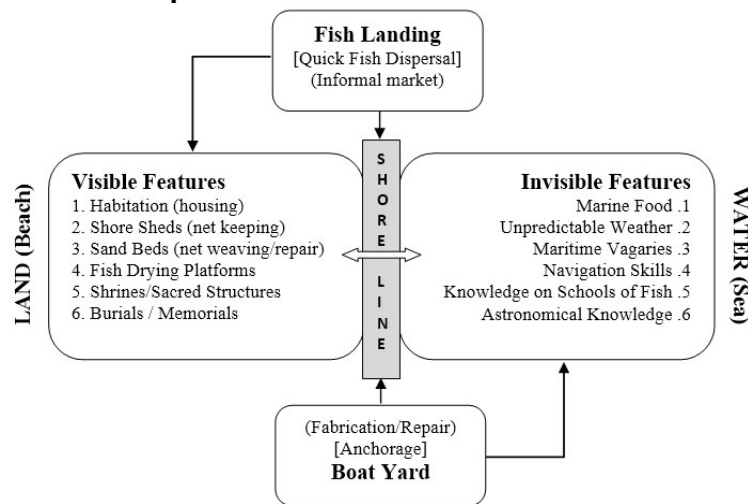 Fish Landing
[Quick Fish Dispersal]
(Informal market)
LAND (Beach)
Visible Features
1. Habitation (housing)
2. Shore Sheds (net keeping)
3. Sand Beds (net weaving/repair)
4. Fish Drying Platforms
5. Shrines/Sacred Structures
6. Burials / Memorials
SHORE LINE
Invisible Features
Marine Food .1
Unpredictable Weather .2
Maritime Vagaries .3
Navigation Skills .4
Knowledge on Schools of Fish .5
Astronomical Knowledge .6
WATER (Sea)
(Fabrication/Repair)
[Anchorage]
Boat Yard